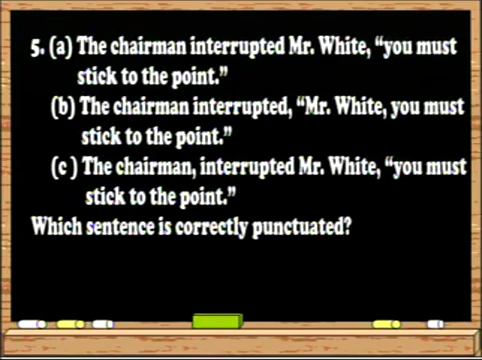 5. (a) The chairman interrupted Mr. White, “you must
stick to the point.”
(b) The chairman interrupted, “Mr. White, you must
stick to the point.”
(c ) The chairman, interrupted Mr. White, “you must
stick to the point.”
Which sentence is correctly punctuated?